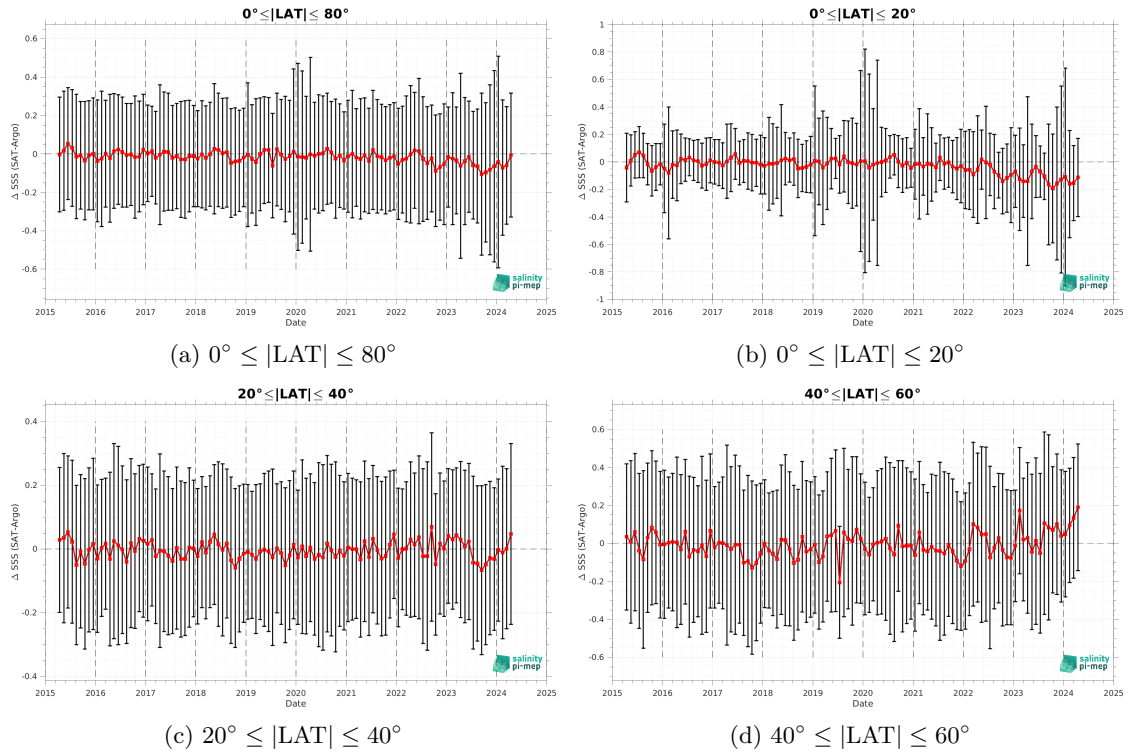 0°≤|LAT|≤ 80°
Δ SSS (SAT-Argo)
0.6
0.4
0.2
0
-0.2
-0.4
-0.6
2015 2016 2017 2018 2019 2020 2021 2022 2023 2024 2025
Date
salinity
pi-mep
(a) 0° ≤ |LAT| ≤ 80°
0°≤|LAT|≤ 20°
Δ SSS (SAT-Argo)
1
0.8
0.6
0.4
0.2
0
-0.2
-0.4
-0.6
-0.8
-1
2015 2016 2017 2018 2019 2020 2021 2022 2023 2024 2025
Date
salinity
pi-mep
(b) 0° ≤ |LAT| ≤ 20°
20°≤|LAT|≤ 40°
Δ SSS (SAT-Argo)
0.4
0.2
0
-0.2
-0.4
2015 2016 2017 2018 2019 2020 2021 2022 2023 2024 2025
Date
salinity
pi-mep
(c) 20° ≤ |LAT| ≤ 40°
40°≤|LAT|≤ 60°
Δ SSS (SAT-Argo)
0.6
0.4
0.2
0
-0.2
-0.4
-0.6
2015 2016 2017 2018 2019 2020 2021 2022 2023 2024 2025
Date
salinity
pi-mep
(d) 40° ≤ |LAT| ≤ 60°